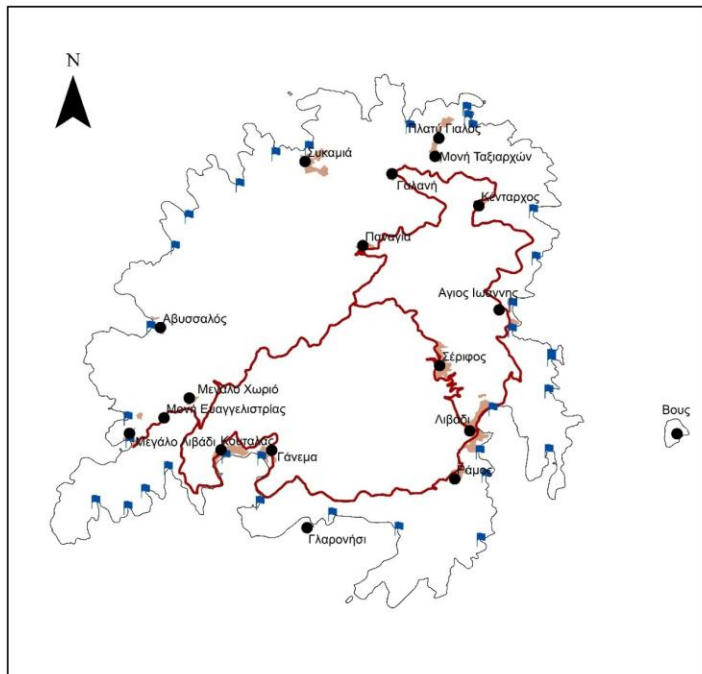 N
Πλατύ Γιαλός
Συκαμιά
Μονή Ταξιαρχών
Γαλανή
Κένταρχος
Παναγία
Αγιος Ιωάννης
Αβυσσαλός
Σέριφος
Μεγάλο Χωριό
Μονή Ευαγγελιστρίας
Λιβάδι
Βους
Μεγάλο Λιβάδι
Κουταλάς
Γάνεμα
Ράμος
Γλαρονήσι